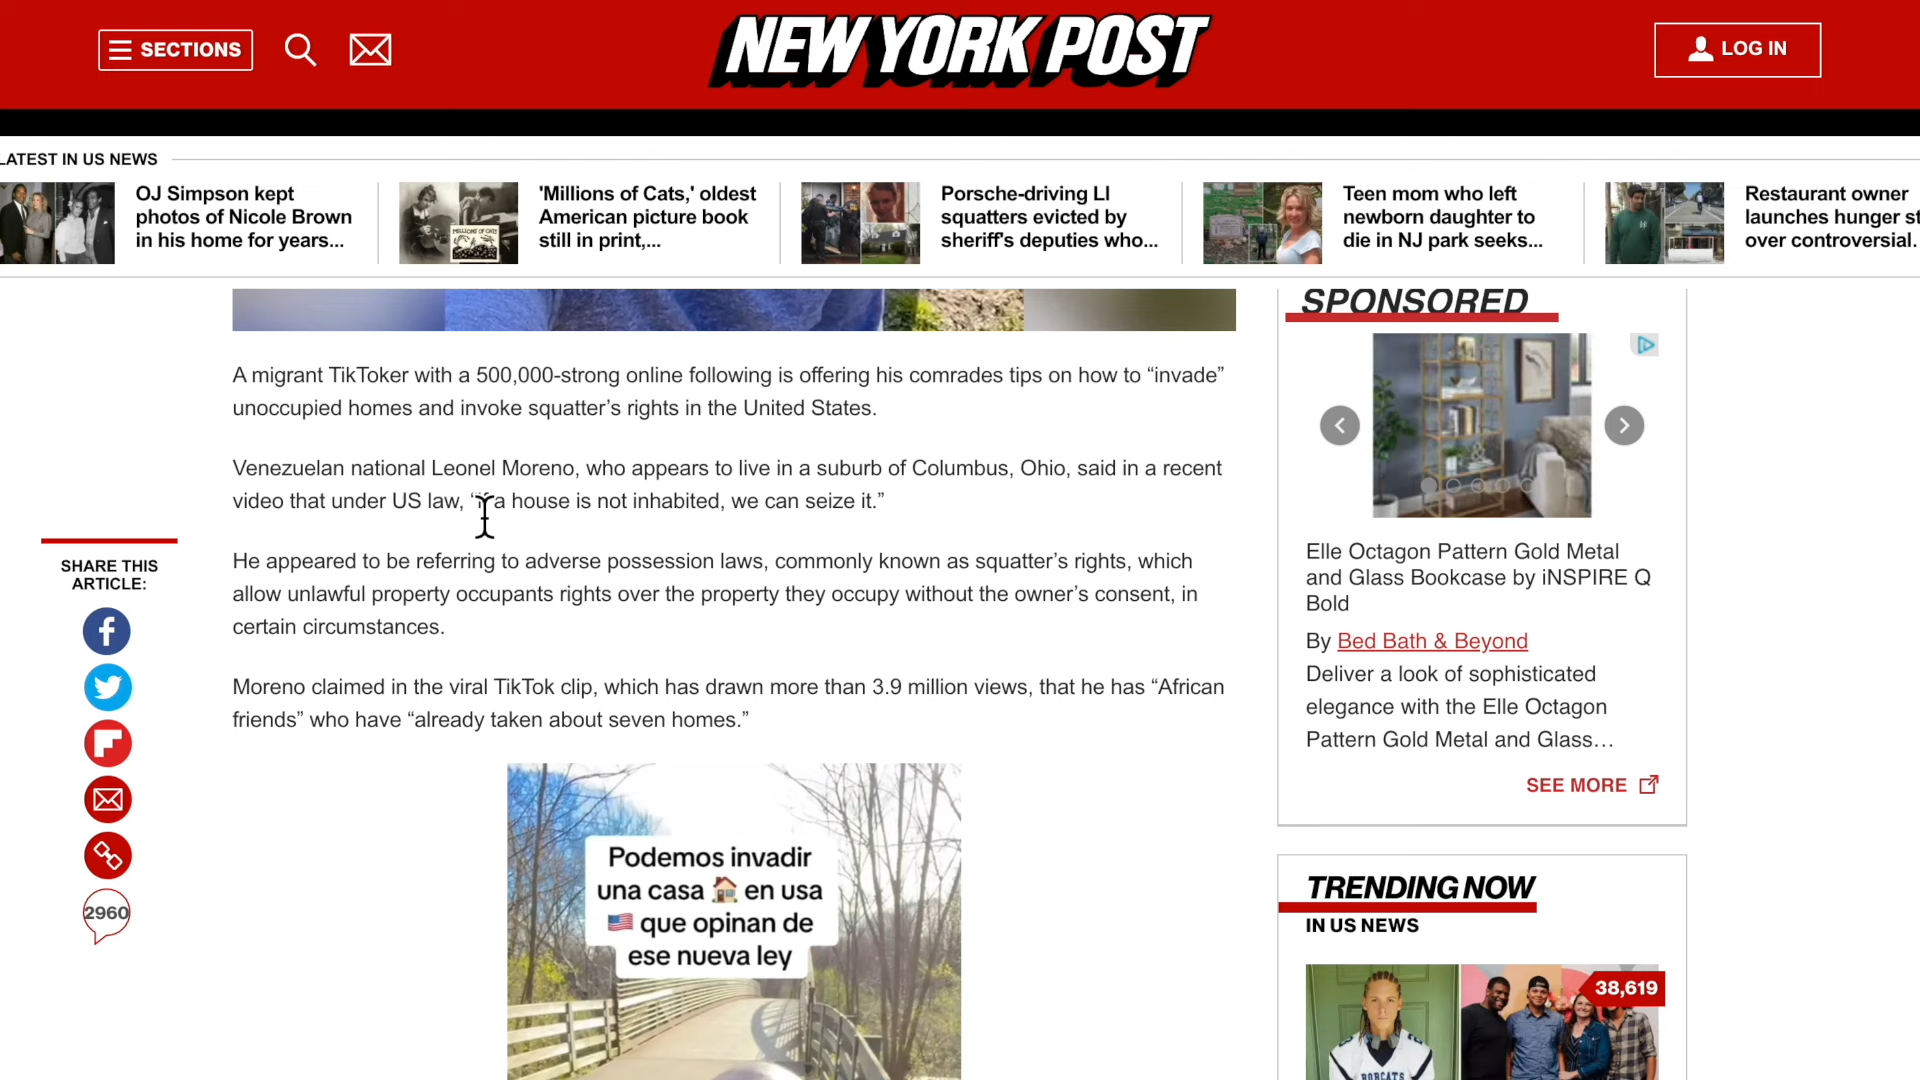 SECTIONS
NEW YORK POST
LOG IN
LATEST IN US NEWS
OJ Simpson kept
photos of Nicole Brown
in his home for years...
MILLIONS OF CATS
'Millions of Cats,' oldest
American picture book
still in print,...
Porsche-driving LI
squatters evicted by
sheriff's deputies who...
Teen mom who left
newborn daughter to
die in NJ park seeks...
Restaurant owner
launches hunger st
over controversial.
A migrant TikToker with a 500,000-strong online following is offering his comrades tips on how to “invade”
unoccupied homes and invoke squatter’s rights in the United States.
Venezuelan national Leonel Moreno, who appears to live in a suburb of Columbus, Ohio, said in a recent
video that under US law, “if a house is not inhabited, we can seize it.”
He appeared to be referring to adverse possession laws, commonly known as squatter’s rights, which
allow unlawful property occupants rights over the property they occupy without the owner’s consent, in
certain circumstances.
Moreno claimed in the viral TikTok clip, which has drawn more than 3.9 million views, that he has “African
friends” who have “already taken about seven homes.”
Podemos invadir
una casa 🏠 en usa
🇺🇸 que opinan de
ese nueva ley
SHARE THIS
ARTICLE:
2960
SPONSORED
Elle Octagon Pattern Gold Metal
and Glass Bookcase by iNSPIRE Q
Bold
By Bed Bath & Beyond
Deliver a look of sophisticated
elegance with the Elle Octagon
Pattern Gold Metal and Glass...
SEE MORE
TRENDING NOW
IN US NEWS
38,619
BOBCATS